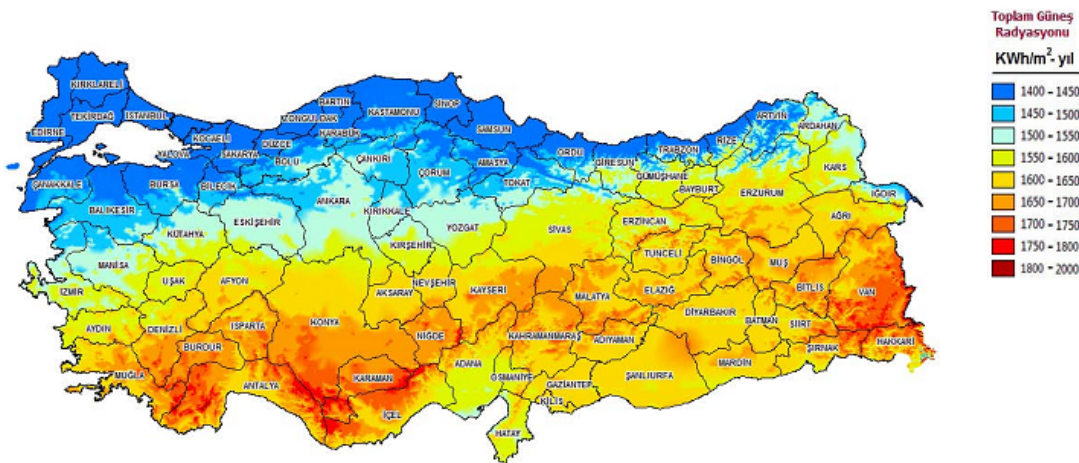 Toplam Güneş
Radyasyonu
KWh/m²- yıl
1400 - 1450
1450 - 1500
1500 - 1550
1550 - 1600
1600 - 1650
1650 - 1700
1700 - 1750
1750 - 1800
1800 - 2000
KIRKLARELİ
TEKİRDAĞ
İSTANBUL
EDİRNE
KOCAELİ
YALOVA
SAKARYA
DÜZCE
ZONGULDAK
BARTIN
KARABÜK
KASTAMONU
SİNOP
SAMSUN
ORDU
GİRESUN
TRABZON
RİZE
ARTVİN
ARDAHAN
ÇANAKKALE
BURSA
BİLECİK
BOLU
ÇANKIRI
ÇORUM
AMASYA
TOKAT
GÜMÜŞHANE
BAYBURT
ERZURUM
KARS
IĞDIR
BALIKESİR
KÜTAHYA
ESKİŞEHİR
ANKARA
KIRIKKALE
YOZGAT
SİVAS
ERZİNCAN
AĞRI
MANİSA
KIRŞEHİR
TUNCELİ
BİNGÖL
MUŞ
İZMİR
UŞAK
AFYON
AKSARAY
NEVŞEHİR
KAYSERİ
MALATYA
ELAZIĞ
BİTLİS
VAN
AYDIN
DENİZLİ
ISPARTA
KONYA
NİĞDE
KAHRAMANMARAŞ
ADIYAMAN
DİYARBAKIR
BATMAN
SİİRT
BURDUR
ŞIRNAK
HAKKARİ
MUĞLA
ANTALYA
KARAMAN
ADANA
OSMANİYE
GAZİANTEP
ŞANLIURFA
MARDİN
İÇEL
KİLİS
HATAY